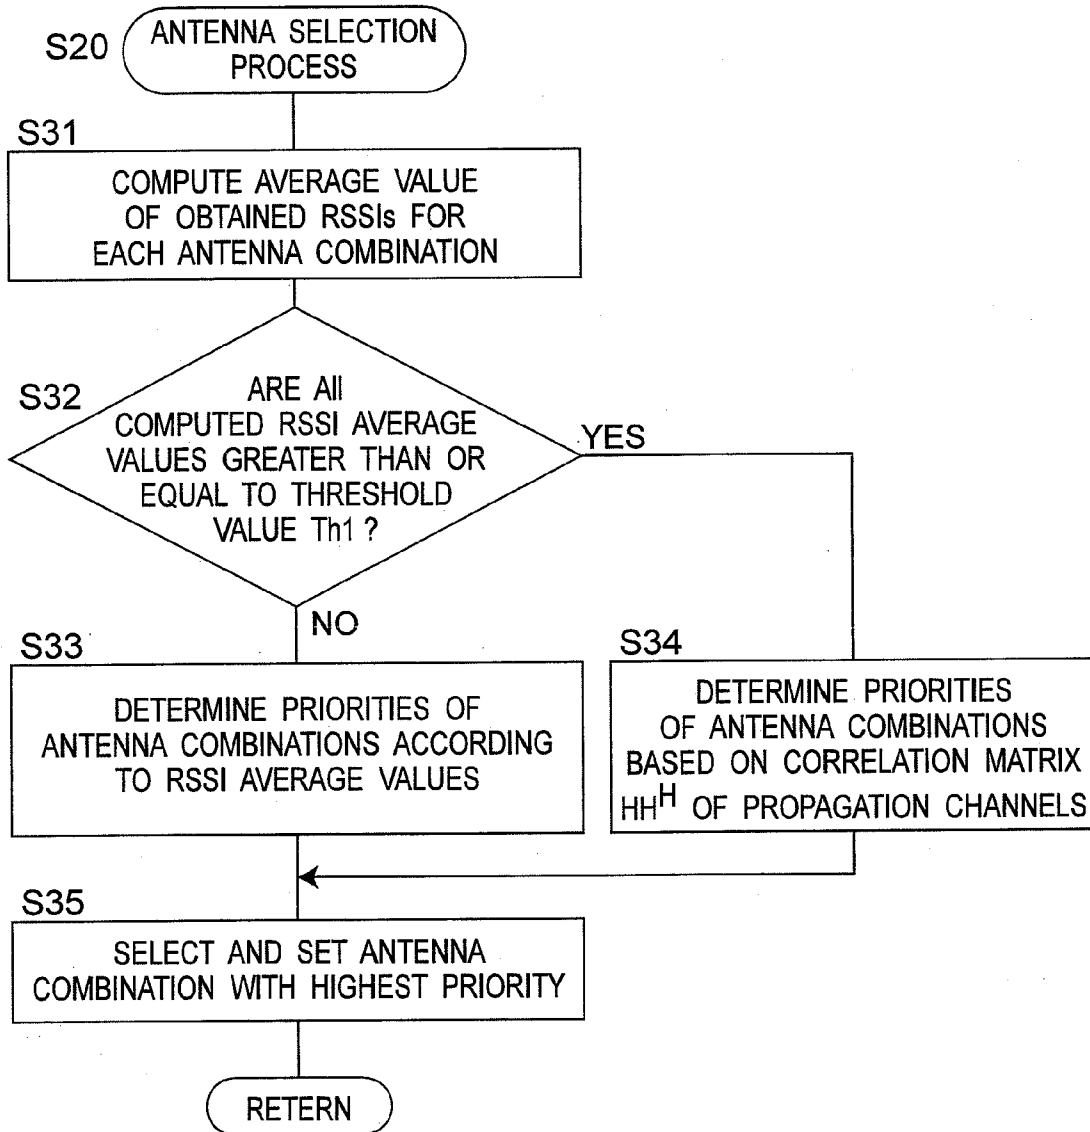 S20
ANTENNA SELECTION
PROCESS
S31
COMPUTE AVERAGE VALUE
OF OBTAINED RSSIs FOR
EACH ANTENNA COMBINATION
S32
ARE All
COMPUTED RSSI AVERAGE
VALUES GREATER THAN OR
EQUAL TO THRESHOLD
VALUE Th1 ?
YES
NO
S33
DETERMINE PRIORITIES OF
ANTENNA COMBINATIONS ACCORDING
TO RSSI AVERAGE VALUES
S34
DETERMINE PRIORITIES
OF ANTENNA COMBINATIONS
BASED ON CORRELATION MATRIX
HH^H OF PROPAGATION CHANNELS
S35
SELECT AND SET ANTENNA
COMBINATION WITH HIGHEST PRIORITY
RETERN